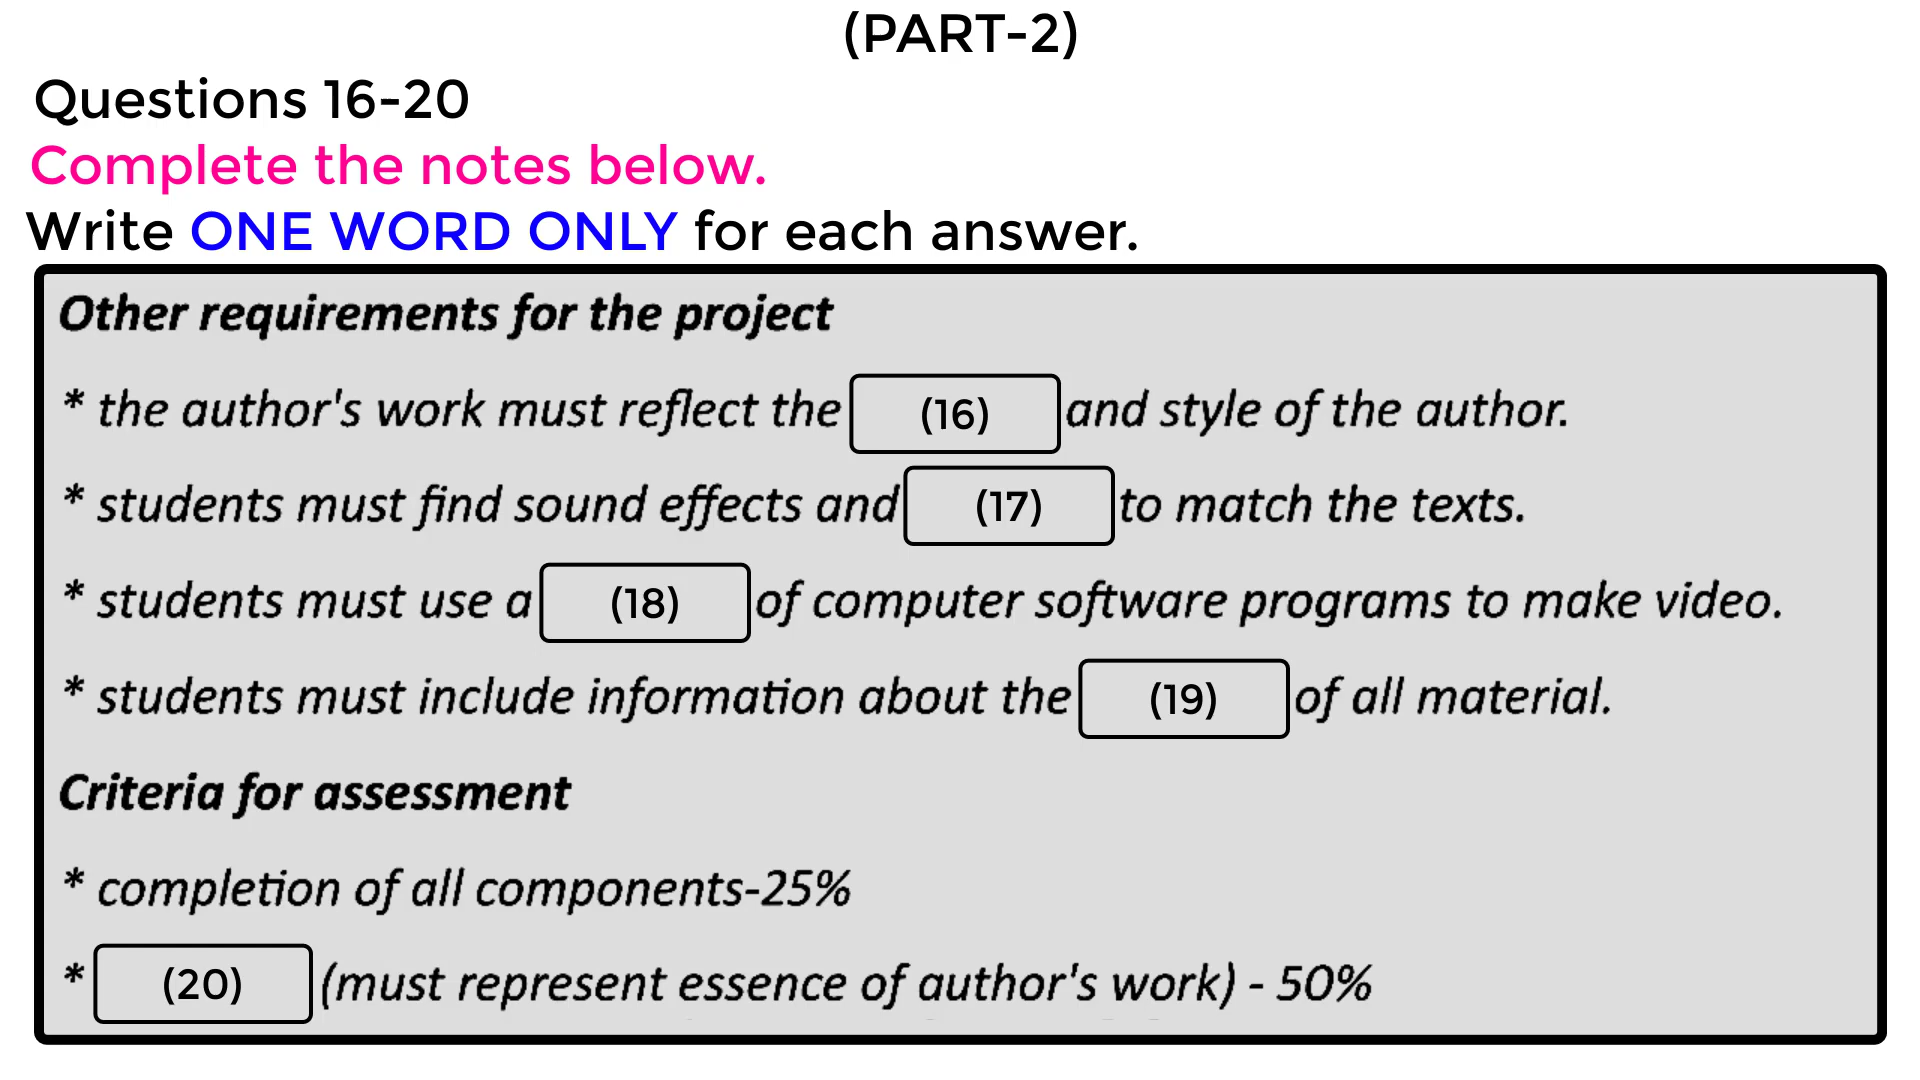 (PART-2)
Questions 16-20
Complete the notes below.
Write ONE WORD ONLY for each answer.
Other requirements for the project
* the author's work must reflect the (16) and style of the author.
* students must find sound effects and (17) to match the texts.
* students must use a (18) of computer software programs to make video.
* students must include information about the (19) of all material.
Criteria for assessment
* completion of all components-25%
* (20) (must represent essence of author's work) - 50%